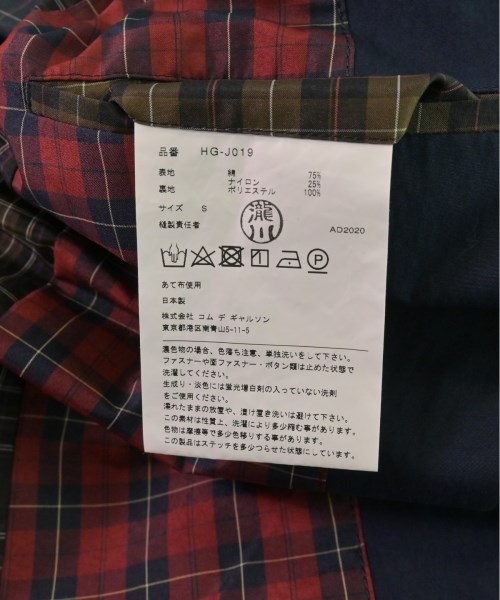 品番 HG-J019
表地 綿 75%
ナイロン 25%
裏地 ポリエステル 100%
サイズ S
縫製責任者 瀧川 AD2020
P
あて布使用
日本製
株式会社 コム デ ギャルソン
東京都港区南青山5-11-5
濃色物の場合、色落ち注意、単独洗いをして下さい。
ファスナーや面ファスナー・ボタン類は止めた状態で
洗濯してください。
生成り・淡色には蛍光増白剤の入っていない洗剤
をご使用ください。
濡れたままの放置や、漬け置き洗いは避けて下さい。
この素材は性質上、洗濯により多少縮む事があります。
色物は摩擦等で多少色移りする事があります。
この製品はステッチを多少つらせた状態にしています。